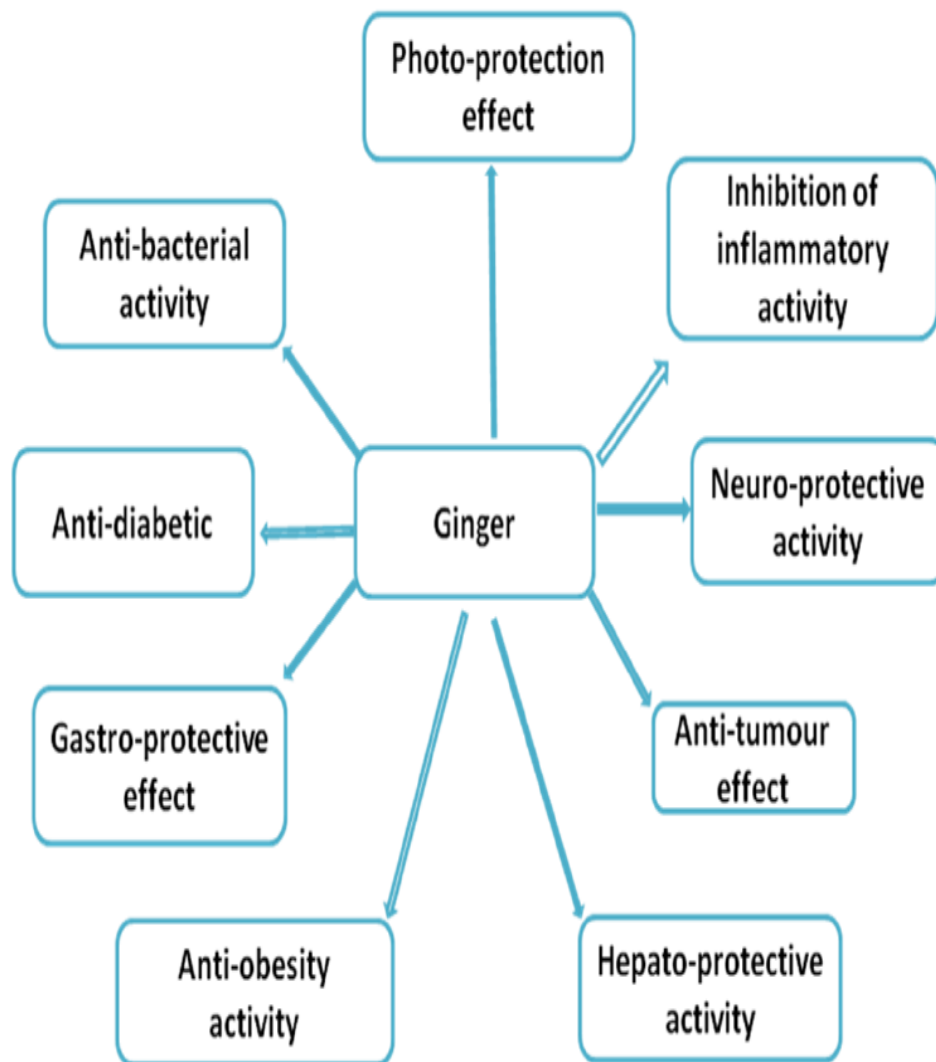 Photo-protection
effect
Inhibition of
inflammatory
activity
Anti-bacterial
activity
Neuro-protective
activity
Anti-diabetic
Ginger
Gastro-protective
effect
Anti-tumour
effect
Anti-obesity
activity
Hepato-protective
activity